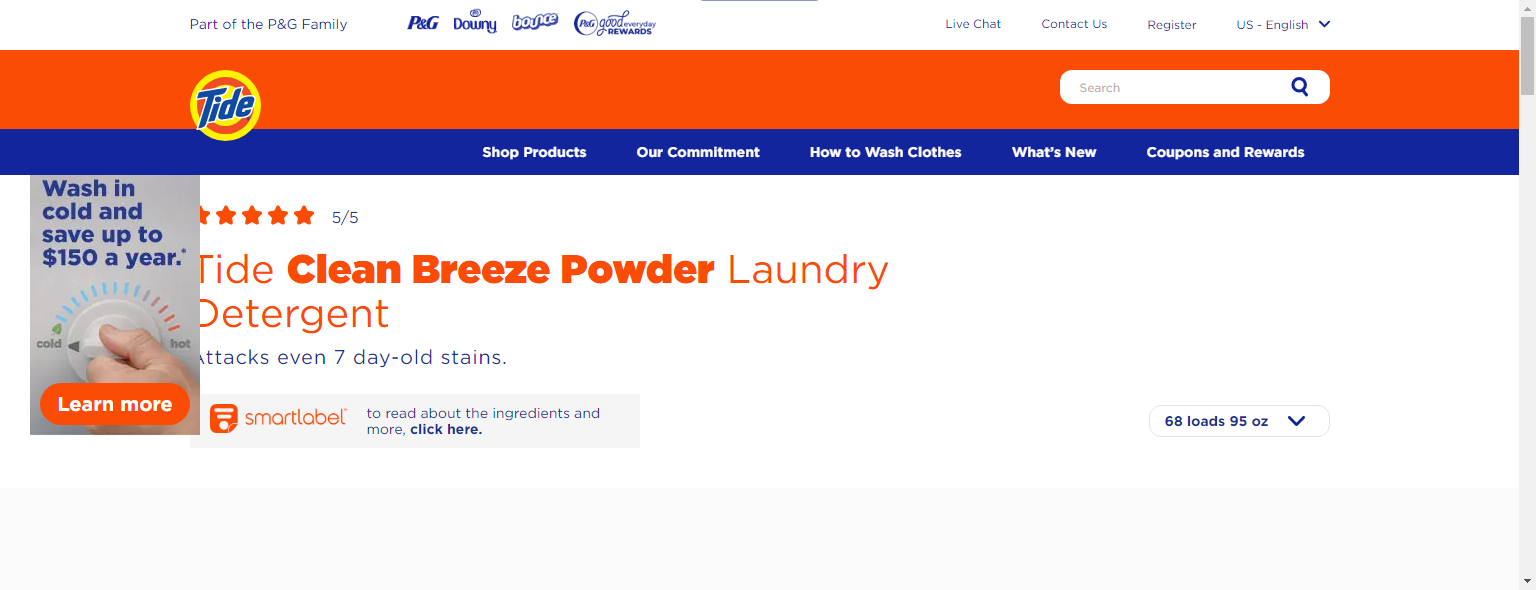 Part of the P&G Family
P&G
Downy
bounce
P&G good everyday
REWARDS
Live Chat
Contact Us
Register
US - English
Tide
Search
Shop Products
Our Commitment
How to Wash Clothes
What's New
Coupons and Rewards
Wash in
cold and
save up to
$150 a year.*
cold
hot
Learn more
5/5
Tide Clean Breeze Powder Laundry
Detergent
Attacks even 7 day-old stains.
smartlabel™
to read about the ingredients and
more, click here.
68 loads 95 oz